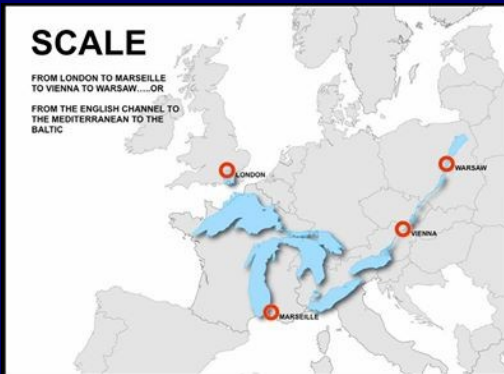 SCALE
FROM LONDON TO MARSEILLE
TO VIENNA TO WARSAW.....OR
FROM THE ENGLISH CHANNEL TO
THE MEDITERRANEAN TO THE
BALTIC
WARSAW
LONDON
VIENNA
MARSEILLE